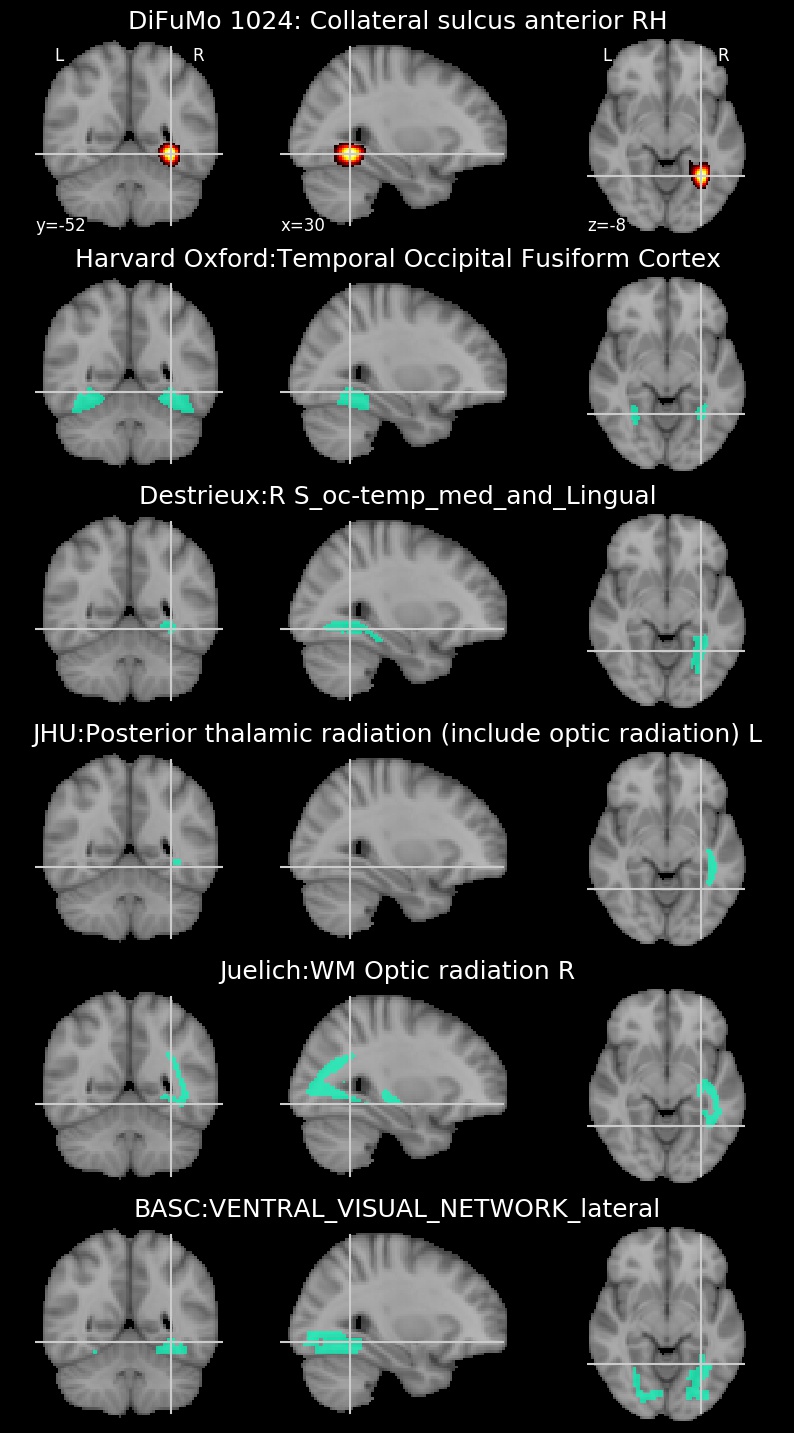 DiFuMo 1024: Collateral sulcus anterior RH
L R L R
y=-52 x=30 z=-8
Harvard Oxford:Temporal Occipital Fusiform Cortex
Destrieux:R S_oc-temp_med_and_Lingual
JHU:Posterior thalamic radiation (include optic radiation) L
Juelich:WM Optic radiation R
BASC:VENTRAL_VISUAL_NETWORK_lateral